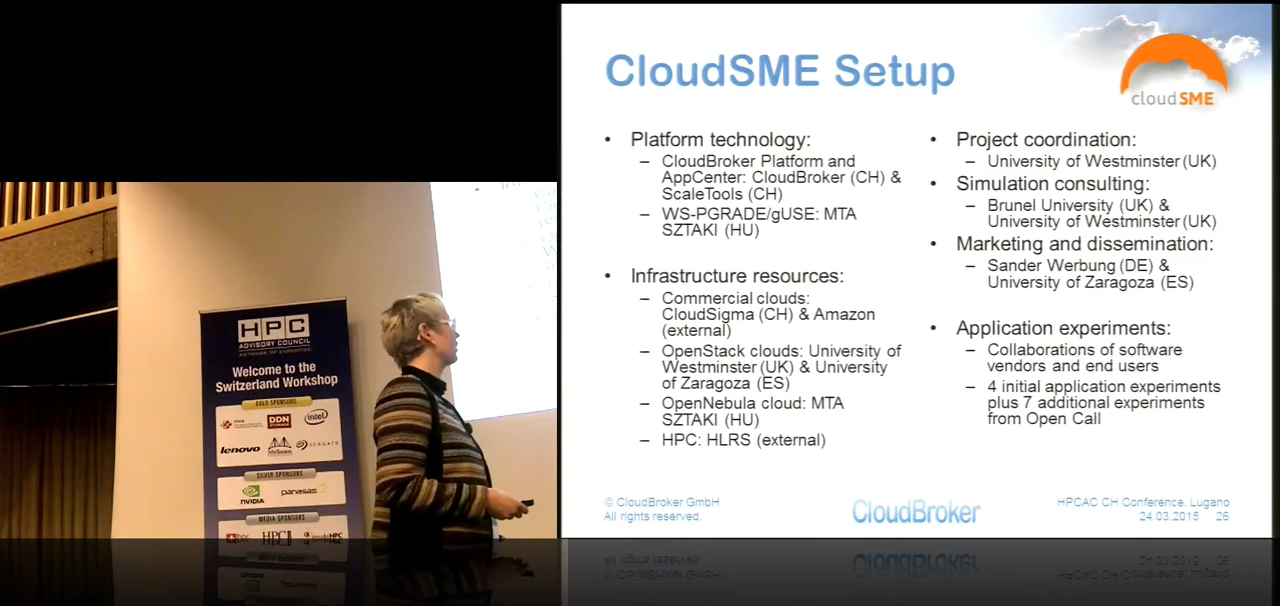 HPC
ADVISORY COUNCIL
NETWORK OF EXPERTISE
Welcome to the
Switzerland Workshop
GOLD SPONSORS
DDN
intel
lenovo
Mellanox
SEAGATE
SILVER SPONSORS
NVIDIA
panasas
MEDIA SPONSORS
HPC
insideHPC
CloudSME Setup
cloudSME
• Platform technology:
– CloudBroker Platform and
AppCenter: CloudBroker (CH) &
ScaleTools (CH)
– WS-PGRADE/gUSE: MTA
SZTAKI (HU)
• Infrastructure resources:
– Commercial clouds:
CloudSigma (CH) & Amazon
(external)
– OpenStack clouds: University of
Westminster (UK) & University
of Zaragoza (ES)
– OpenNebula cloud: MTA
SZTAKI (HU)
– HPC: HLRS (external)
• Project coordination:
– University of Westminster (UK)
• Simulation consulting:
– Brunel University (UK) &
University of Westminster (UK)
• Marketing and dissemination:
– Sander Werbung (DE) &
University of Zaragoza (ES)
• Application experiments:
– Collaborations of software
vendors and end users
– 4 initial application experiments
plus 7 additional experiments
from Open Call
© CloudBroker GmbH
All rights reserved.
CloudBroker
HPCAC CH Conference, Lugano
24.03.2015 26